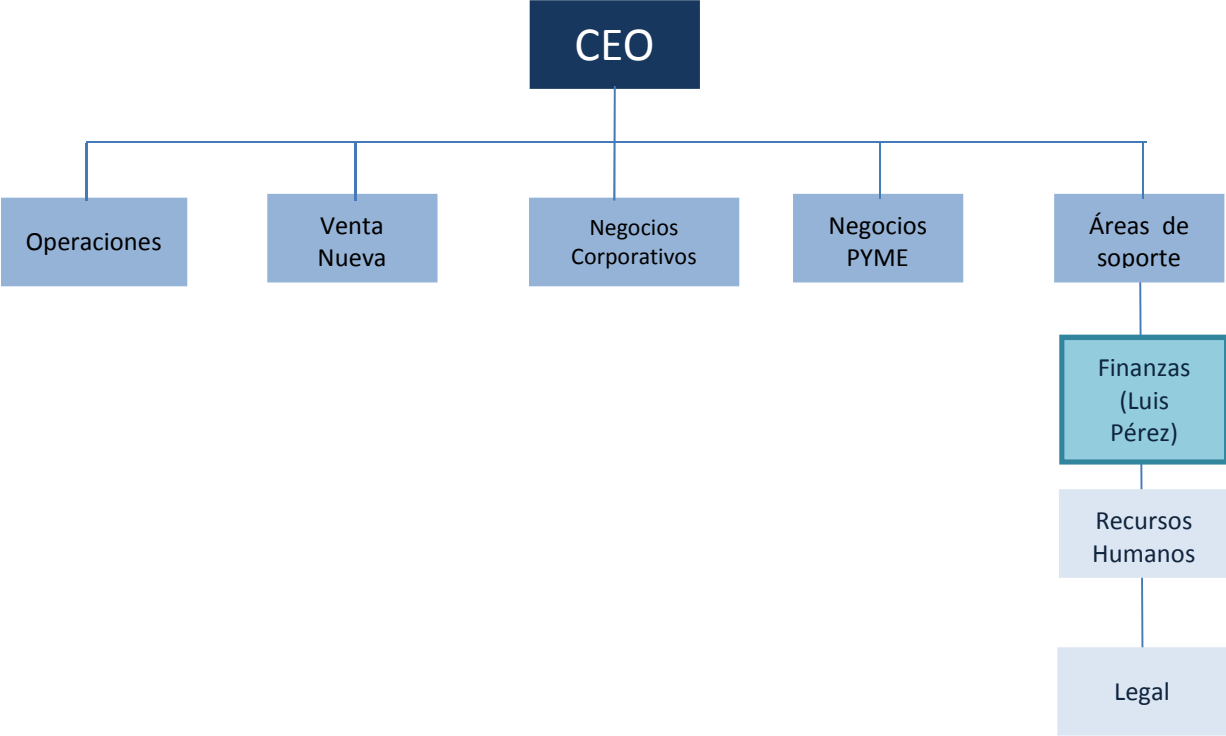 CEO
Operaciones
Venta
Nueva
Negocios
Corporativos
Negocios
PYME
Áreas de
soporte
Finanzas
(Luis
Pérez)
Recursos
Humanos
Legal